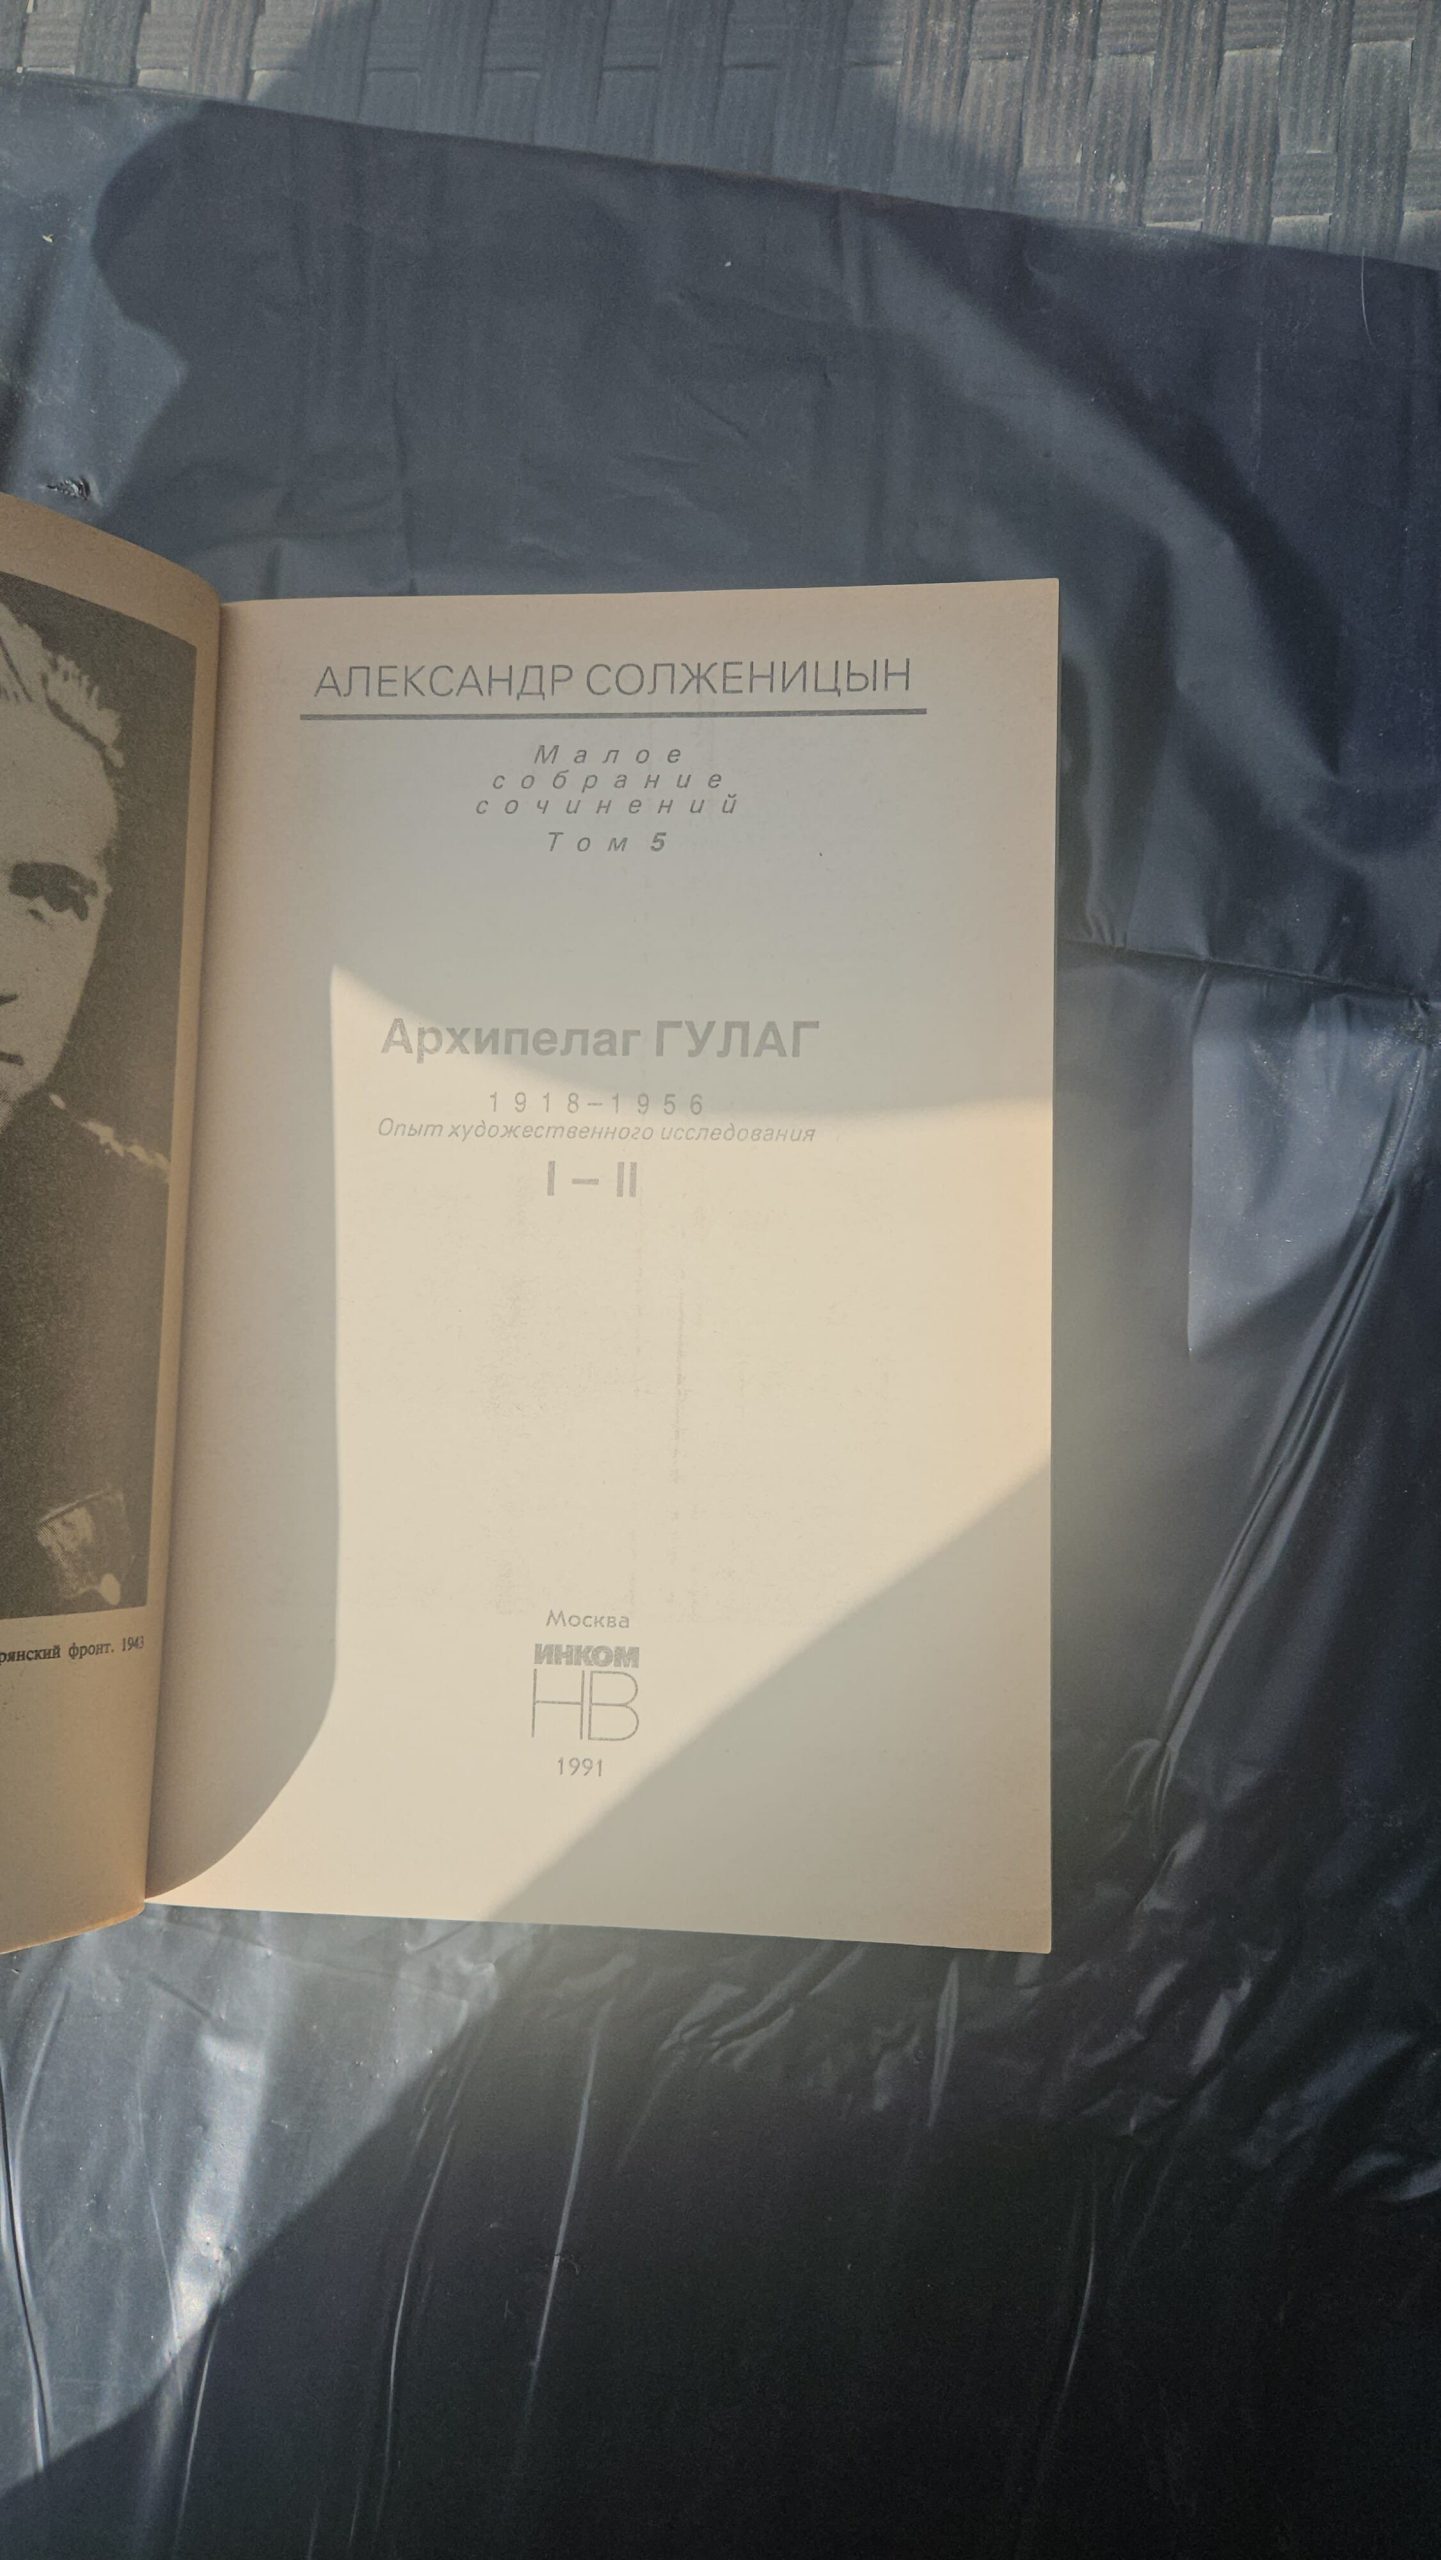 АЛЕКСАНДР СОЛЖЕНИЦЫН
Малое
собрание
сочинений
Том 5
Архипелаг ГУЛАГ
1918–1956
Опыт художественного исследования
I – II
Москва
ИНКОМ
НВ
1991
фронт. 1943